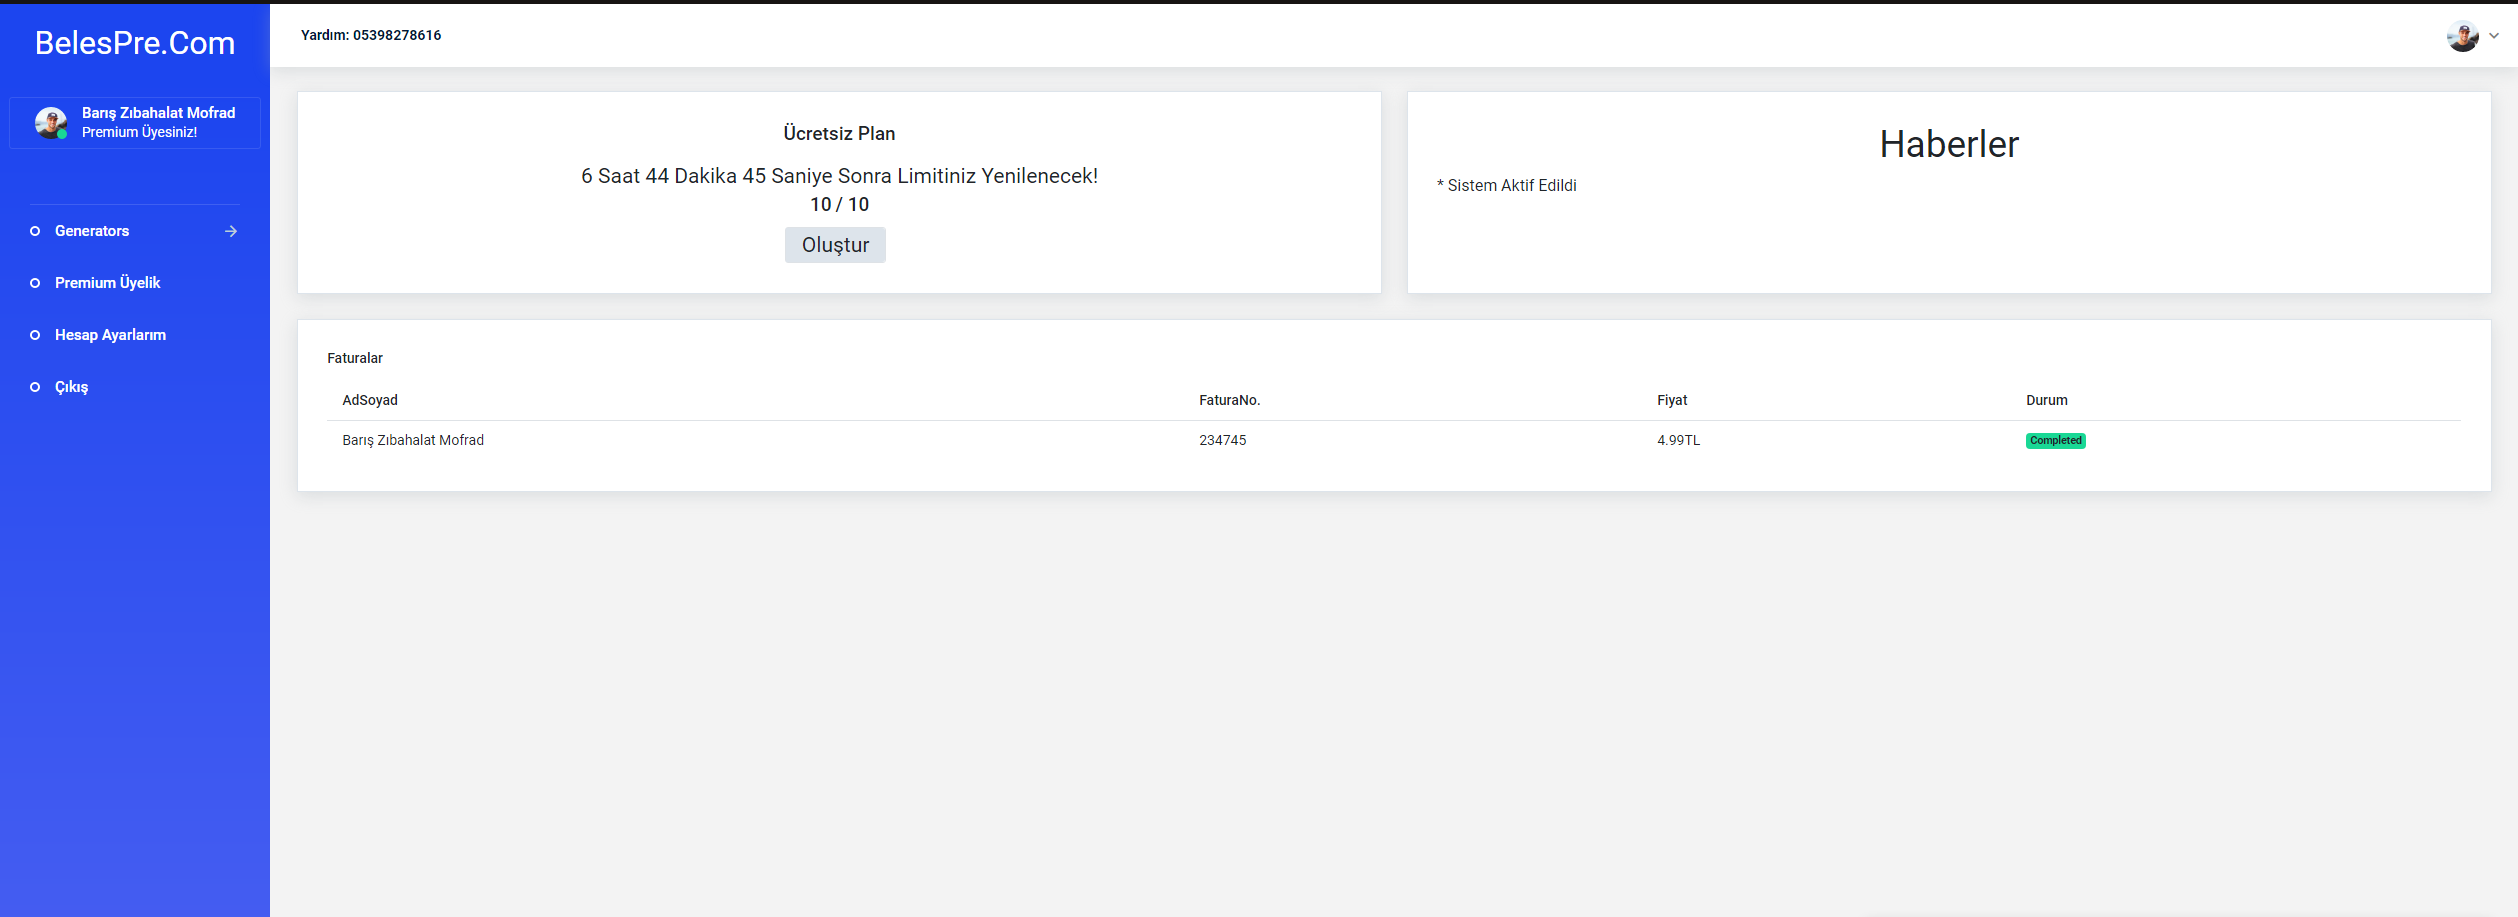 BelesPre.Com
Barış Zıbahalat Mofrad
Premium Üyesiniz!
Generators
Premium Üyelik
Hesap Ayarlarım
Çıkış
Yardım: 05398278616
Ücretsiz Plan
6 Saat 44 Dakika 45 Saniye Sonra Limitiniz Yenilenecek!
10 / 10
Oluştur
Haberler
* Sistem Aktif Edildi
Faturalar
AdSoyad FaturaNo. Fiyat Durum
Barış Zıbahalat Mofrad 234745 4.99TL Completed